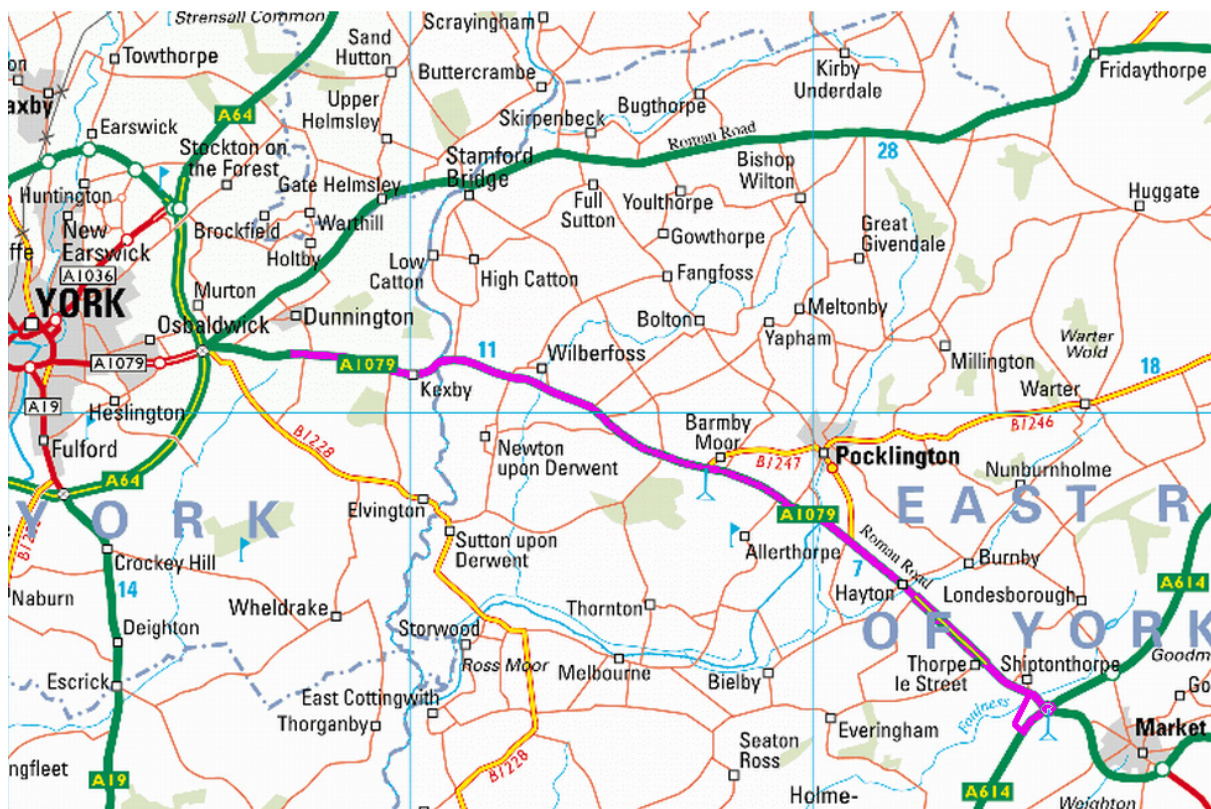 Strensall Common
Scrayingham
Towthorpe
Sand
Hutton
on
Buttercrambe
Kirby
Underdale
Fridaythorpe
axby
A64
Upper
Helmsley
Bugthorpe
Earswick
Skirpenbeck
Roman Road
Stockton on
the Forest
Stamford
Bridge
Bishop
Wilton
28
Huntington
Gate Helmsley
Full
Sutton
Youlthorpe
Huggate
New
Earswick
Brockfield
Warthill
Gowthorpe
Great
Givendale
ffe
Holtby
Low
Catton
High Catton
Fangfoss
A1036
YORK
Murton
Meltonby
Osbaldwick
Dunnington
Bolton
Yapham
Warter
Wold
A1079
A1079
11
Wilberfoss
Millington
18
Kexby
Warter
A19
Heslington
Barmby
Moor
B1246
Fulford
B1228
Newton
upon Derwent
B1247
Pocklington
Nunburnholme
A64
YORK
Elvington
A1079
EAST R
Sutton upon
Derwent
Allerthorpe
Roman Road
Crockey Hill
Burnby
14
7
A614
Naburn
Wheldrake
Thornton
Hayton
Londesborough
Deighton
Storwood
OF YORK
Ross Moor
Melbourne
Thorpe
le Street
Shiptonthorpe
Goodm
Escrick
East Cottingwith
Bielby
Go
Thorganby
Foulness
Everingham
Market
ngfleet
B1228
Seaton
Ross
A19
A614
Holme-
Weighton